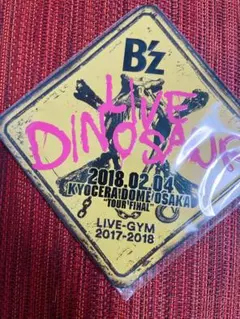 B'z
LIVE
DINOSAUR
2018.02.04
KYOCERA DOME OSAKA
"TOUR FINAL"
LIVE-GYM
2017-2018